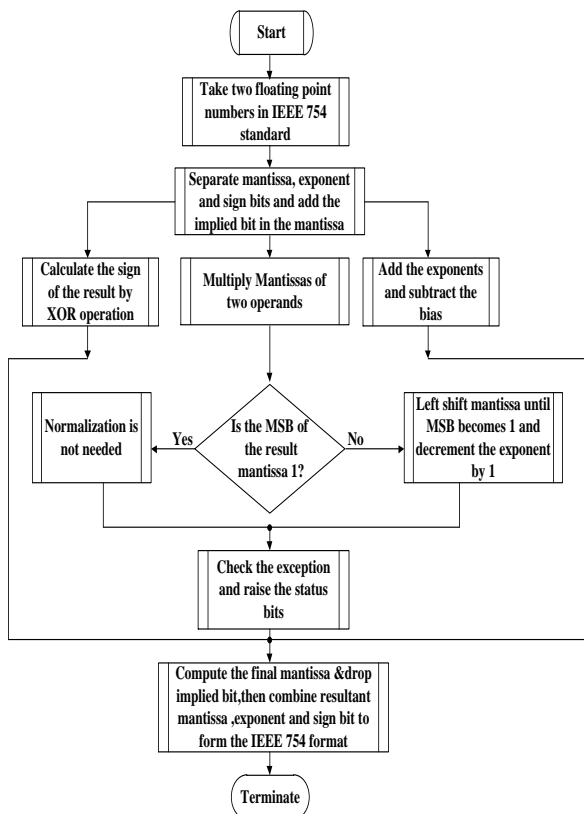 Start
Take two floating point
numbers in IEEE 754
standard
Separate mantissa, exponent
and sign bits and add the
implied bit in the mantissa
Calculate the sign
of the result by
XOR operation
Multiply Mantissas of
two operands
Add the exponents
and subtract the
bias
Normalization is
not needed
Yes
Is the MSB of
the result
mantissa 1?
No
Left shift mantissa until
MSB becomes 1 and
decrement the exponent
by 1
Check the exception
and raise the status
bits
Compute the final mantissa &drop
implied bit,then combine resultant
mantissa ,exponent and sign bit to
form the IEEE 754 format
Terminate